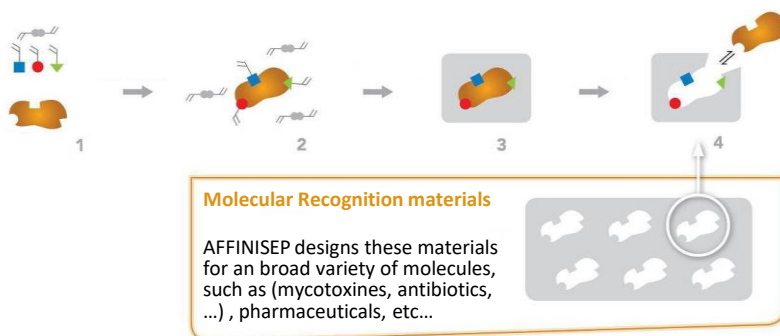 1
2
3
4
Molecular Recognition materials
AFFINISEP designs these materials
for an broad variety of molecules,
such as (mycotoxines, antibiotics,
...) , pharmaceuticals, etc...